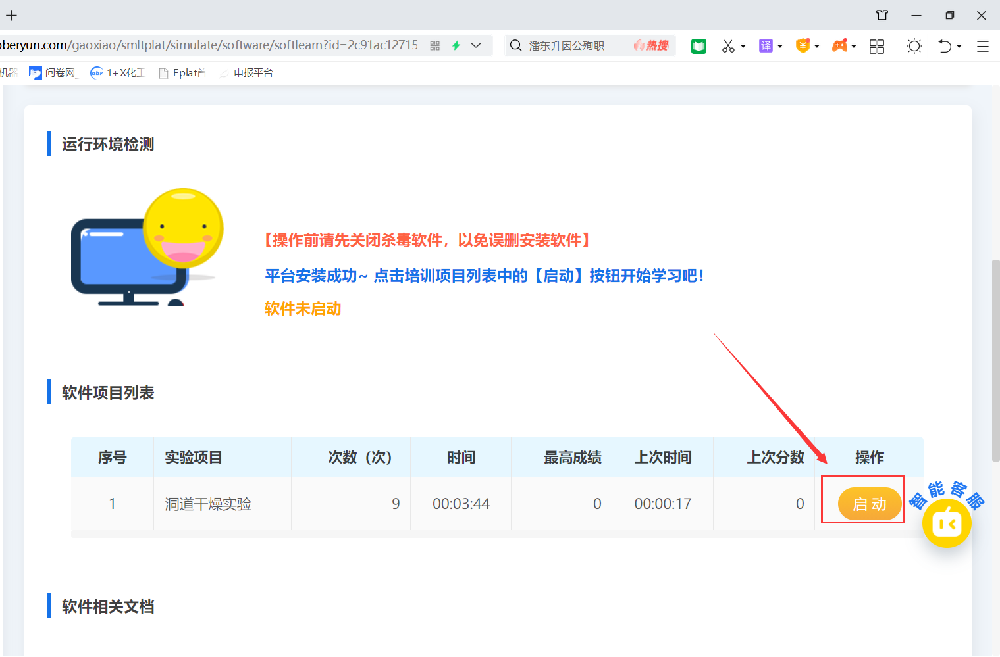 oberyun.com/gaoxiao/smltplat/simulate/software/softlearn?id=2c91ac12715
潘东升因公殉职
热搜
译
机器
问卷网_
obr
1+X化工
Eplat首
申报平台
运行环境检测
【操作前请先关闭杀毒软件，以免误删安装软件】
平台安装成功~ 点击培训项目列表中的【启动】按钮开始学习吧！
软件未启动
软件项目列表
序号 实验项目 次数（次） 时间 最高成绩 上次时间 上次分数 操作
1 洞道干燥实验 9 00:03:44 0 00:00:17 0 启动
智能客服
软件相关文档